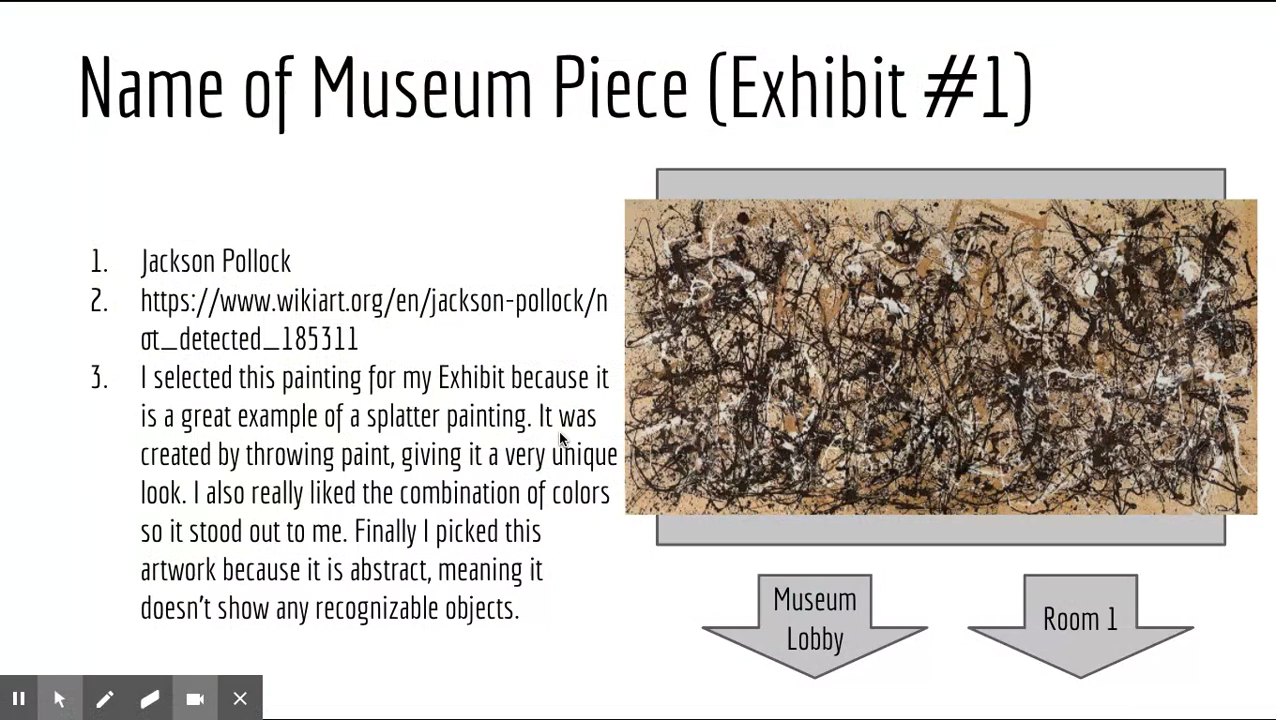 Name of Museum Piece (Exhibit #1)
1. Jackson Pollock
2. https://www.wikiart.org/en/jackson-pollock/n
ot_detected_185311
3. I selected this painting for my Exhibit because it
is a great example of a splatter painting. It was
created by throwing paint, giving it a very unique
look. I also really liked the combination of colors
so it stood out to me. Finally I picked this
artwork because it is abstract, meaning it
doesn't show any recognizable objects.
Museum
Lobby
Room 1